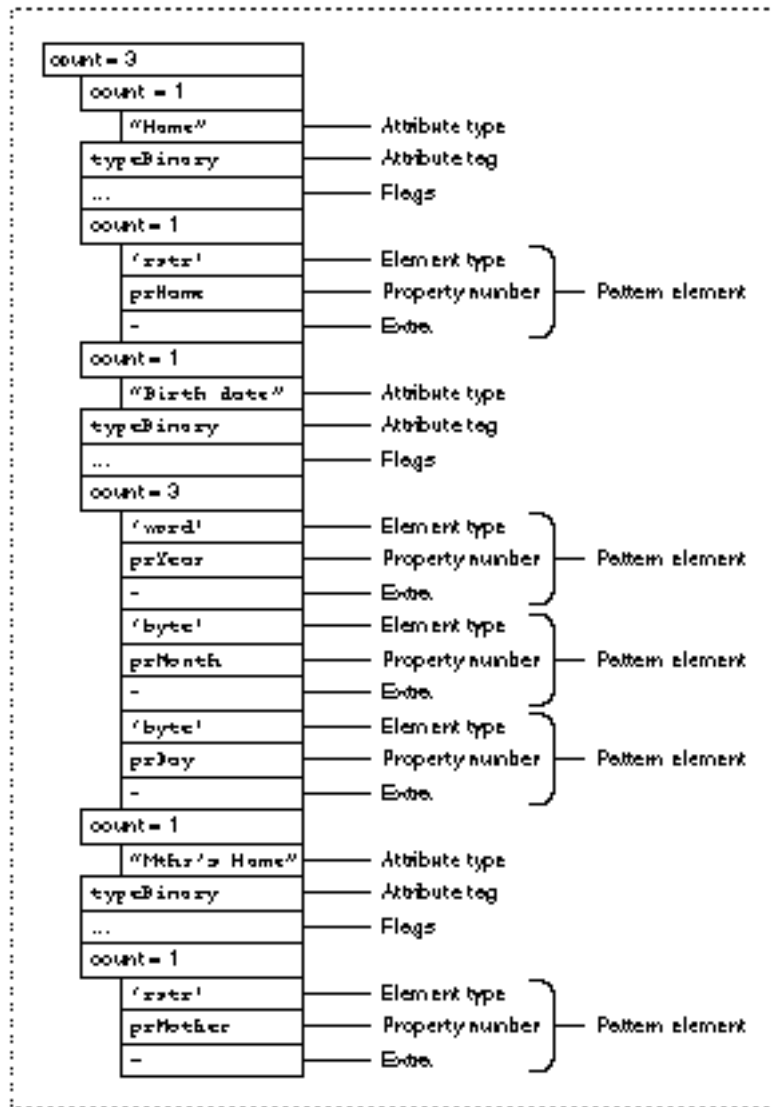 count = 3
count = 1
"Name" Attribute type
typeBinary Attribute tag
... Flags
count = 1
'rstr' Element type
prName Property number Pattern element
- Extra
count = 1
"Birth date" Attribute type
typeBinary Attribute tag
... Flags
count = 3
'word' Element type
prYear Property number Pattern element
- Extra
'byte' Element type
prMonth Property number Pattern element
- Extra
'byte' Element type
prDay Property number Pattern element
- Extra
count = 1
"Mthr's Name" Attribute type
typeBinary Attribute tag
... Flags
count = 1
'rstr' Element type
prMother Property number Pattern element
- Extra